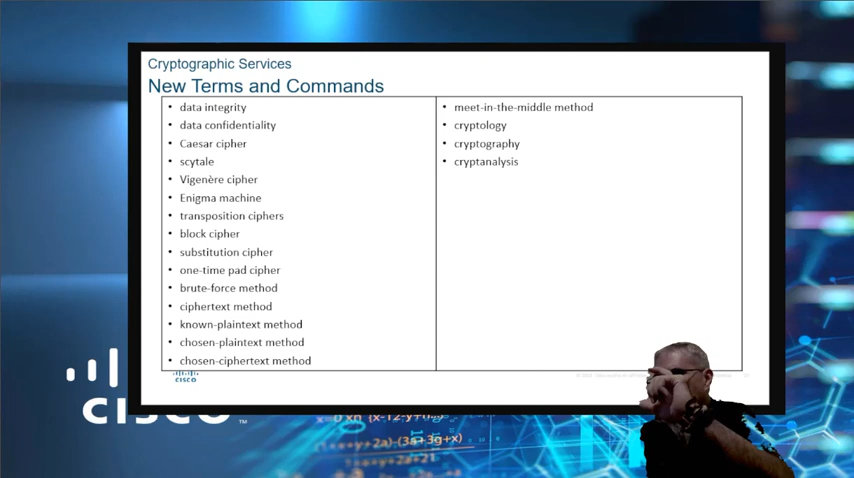 Cryptographic Services
New Terms and Commands
• data integrity
• data confidentiality
• Caesar cipher
• scytale
• Vigenère cipher
• Enigma machine
• transposition ciphers
• block cipher
• substitution cipher
• one-time pad cipher
• brute-force method
• ciphertext method
• known-plaintext method
• chosen-plaintext method
• chosen-ciphertext method
• meet-in-the-middle method
• cryptology
• cryptography
• cryptanalysis
CISCO
CISCO
TM